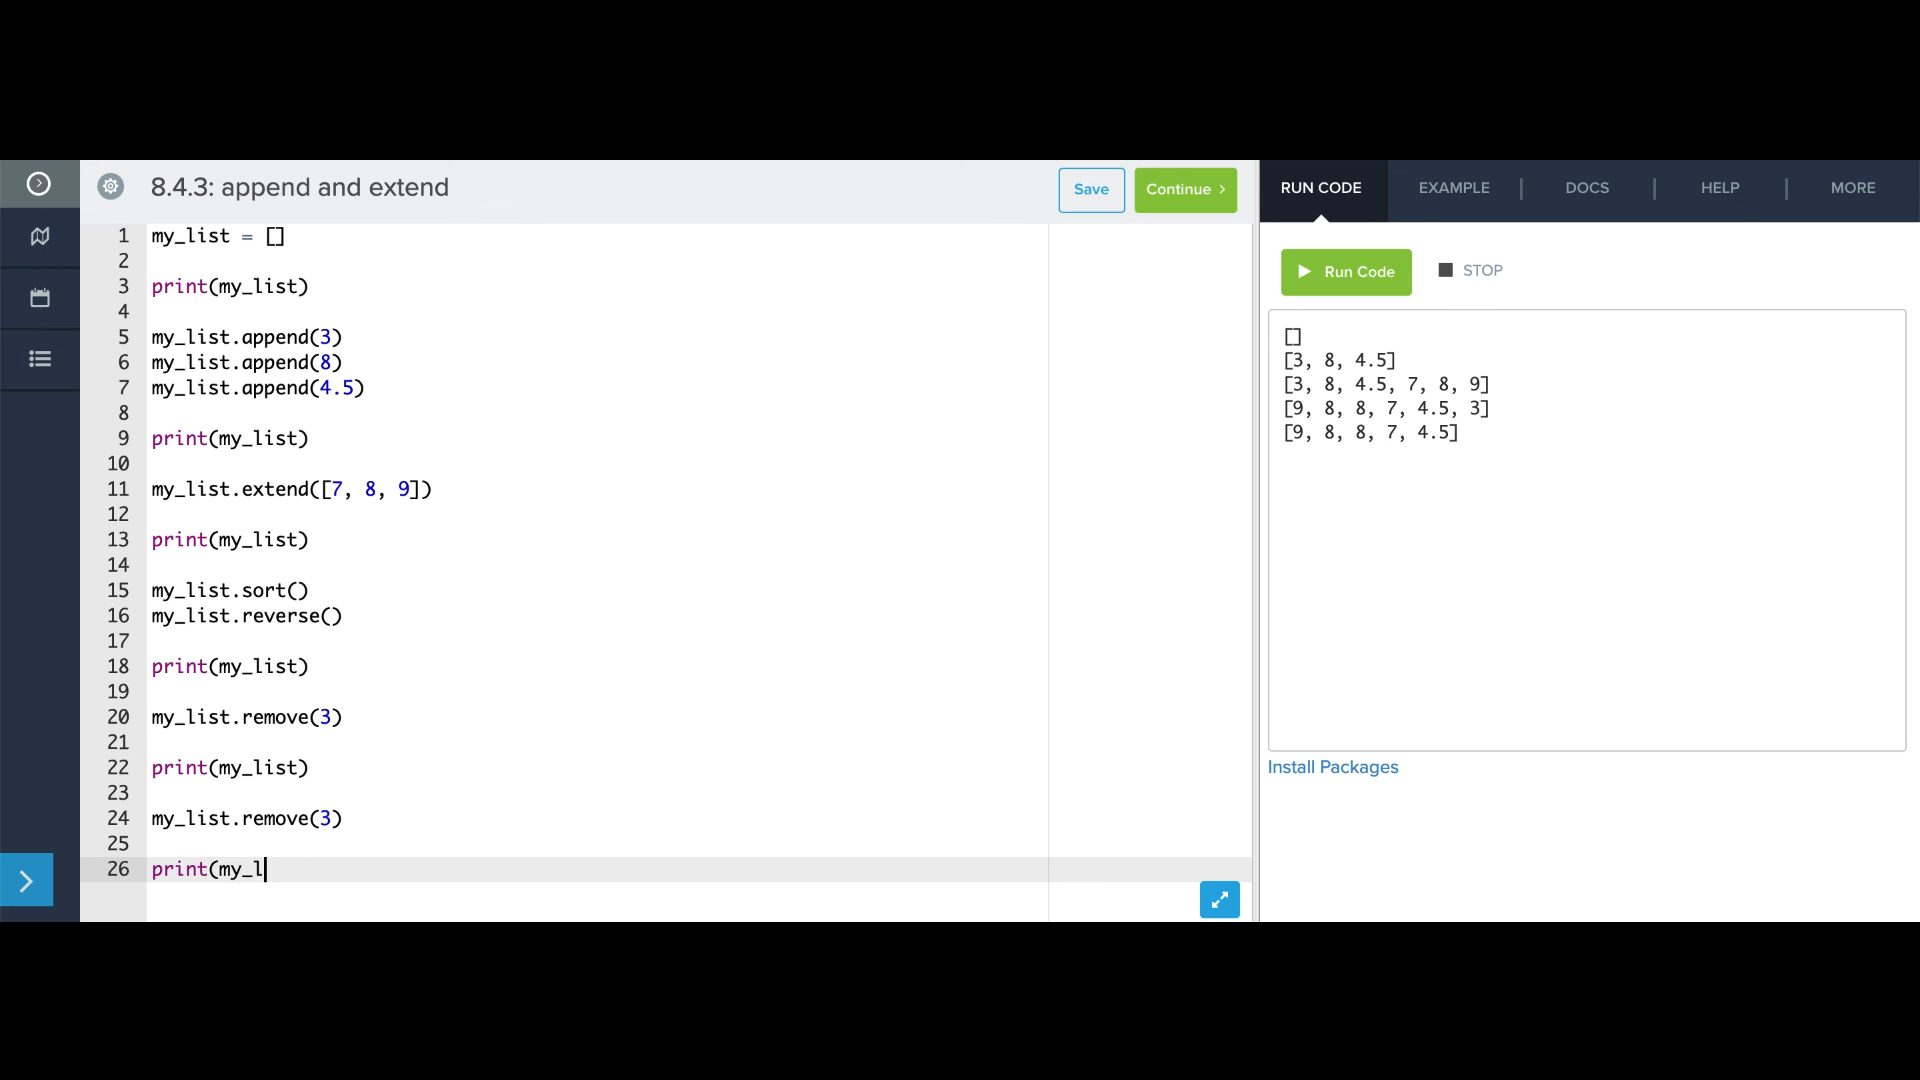 8.4.3: append and extend
Save
Continue >
RUN CODE
EXAMPLE
DOCS
HELP
MORE
1 my_list = []
2
3 print(my_list)
4
5 my_list.append(3)
6 my_list.append(8)
7 my_list.append(4.5)
8
9 print(my_list)
10
11 my_list.extend([7, 8, 9])
12
13 print(my_list)
14
15 my_list.sort()
16 my_list.reverse()
17
18 print(my_list)
19
20 my_list.remove(3)
21
22 print(my_list)
23
24 my_list.remove(3)
25
26 print(my_l
Run Code
STOP
[]
[3, 8, 4.5]
[3, 8, 4.5, 7, 8, 9]
[9, 8, 8, 7, 4.5, 3]
[9, 8, 8, 7, 4.5]
Install Packages